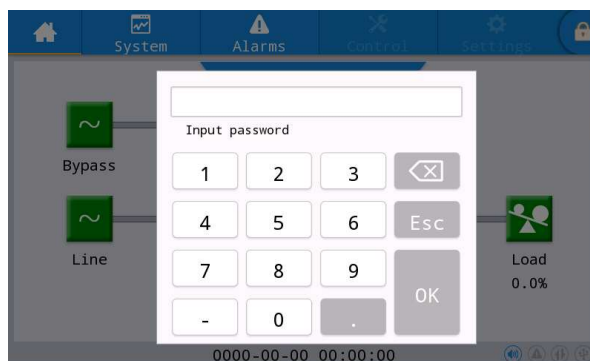 System Alarms Control Settings
Input password
1 2 3
4 5 6 Esc
7 8 9
OK
- 0 .
Bypass
Line
Load
0.0%
0000-00-00 00:00:00